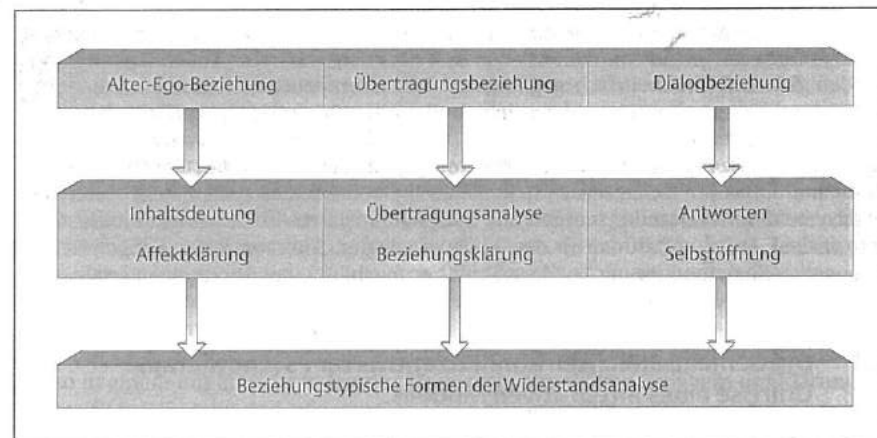 Alter-Ego-Beziehung Übertragungsbeziehung Dialogbeziehung
Inhaltsdeutung Übertragungsanalyse Antworten
Affektklärung Beziehungsklärung Selbstöffnung
Beziehungstypische Formen der Widerstandsanalyse